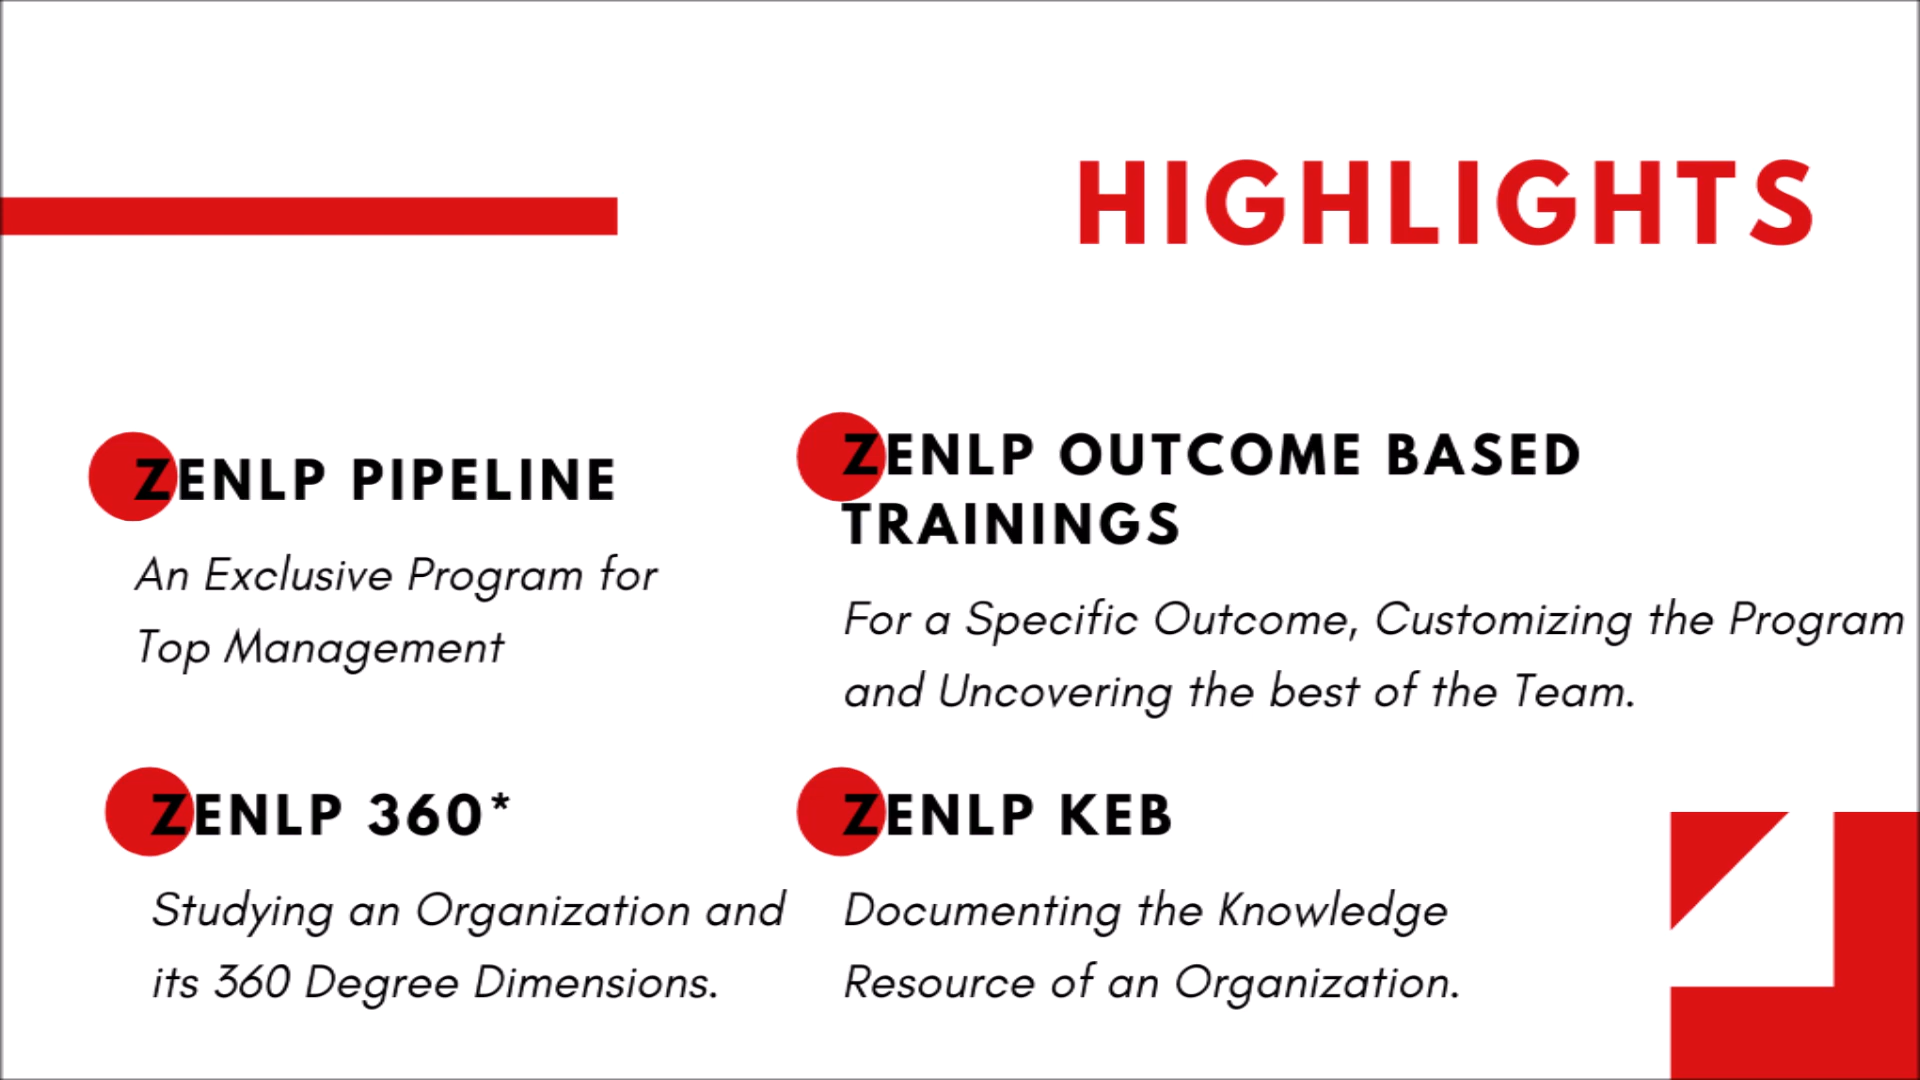 HIGHLIGHTS
ZENLP PIPELINE
An Exclusive Program for
Top Management
ZENLP OUTCOME BASED
TRAININGS
For a Specific Outcome, Customizing the Program
and Uncovering the best of the Team.
ZENLP 360*
Studying an Organization and
its 360 Degree Dimensions.
ZENLP KEB
Documenting the Knowledge
Resource of an Organization.